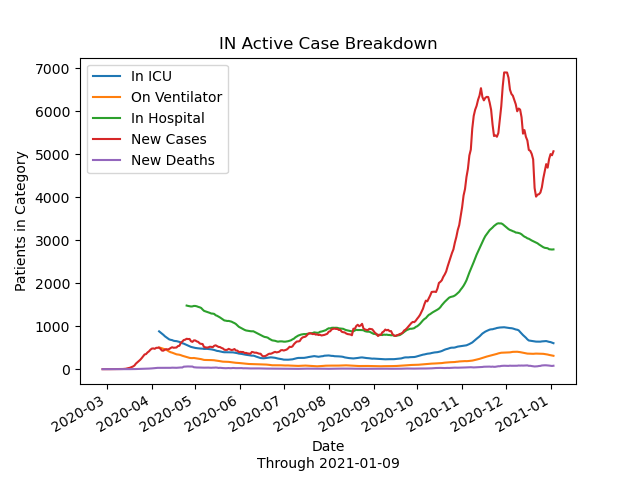 IN Active Case Breakdown
In ICU
On Ventilator
In Hospital
New Cases
New Deaths
Patients in Category
7000
6000
5000
4000
3000
2000
1000
0
2020-03
2020-04
2020-05
2020-06
2020-07
2020-08
2020-09
2020-10
2020-11
2020-12
2021-01
Date
Through 2021-01-09